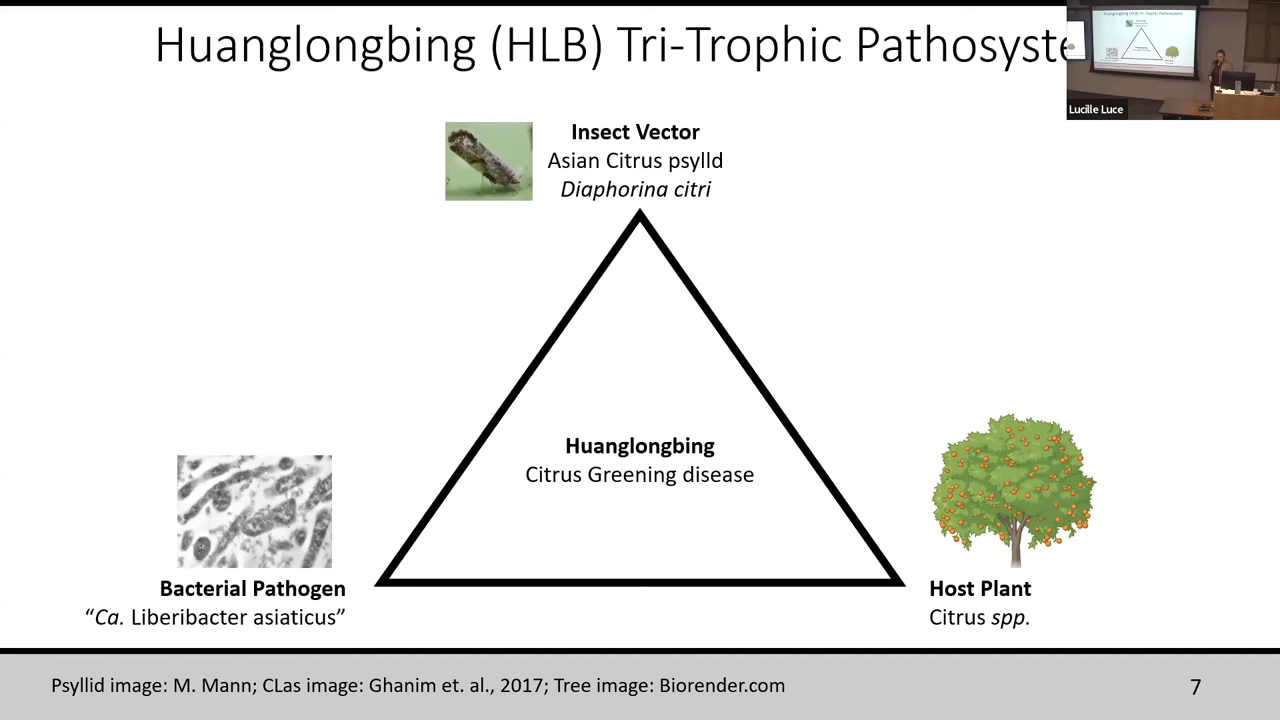 Huanglongbing (HLB) Tri-Trophic Pathosyste
Lucille Luce
Insect Vector
Asian Citrus psylld
Diaphorina citri
Huanglongbing
Citrus Greening disease
Bacterial Pathogen
“Ca. Liberibacter asiaticus”
Host Plant
Citrus spp.
Psyllid image: M. Mann; CLas image: Ghanim et. al., 2017; Tree image: Biorender.com
7